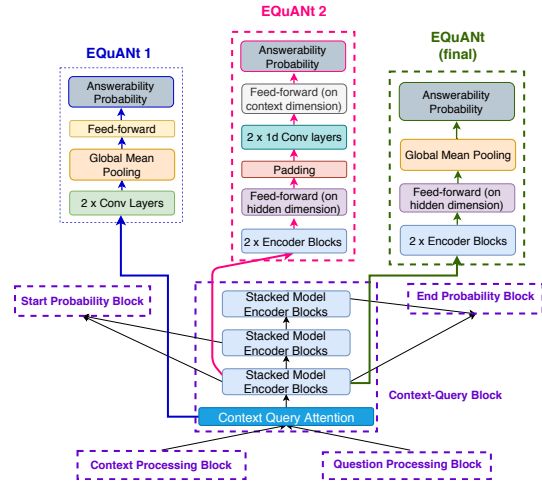 EQuANt 1
Answerability
Probability
Feed-forward
Global Mean
Pooling
2 x Conv Layers
EQuANt 2
Answerability
Probability
Feed-forward (on
context dimension)
2 x 1d Conv layers
Padding
Feed-forward (on
hidden dimension)
2 x Encoder Blocks
EQuANt
(final)
Answerability
Probability
Global Mean Pooling
Feed-forward (on
hidden dimension)
2 x Encoder Blocks
Start Probability Block
End Probability Block
Stacked Model
Encoder Blocks
Stacked Model
Encoder Blocks
Stacked Model
Encoder Blocks
Context-Query Block
Context Query Attention
Context Processing Block
Question Processing Block